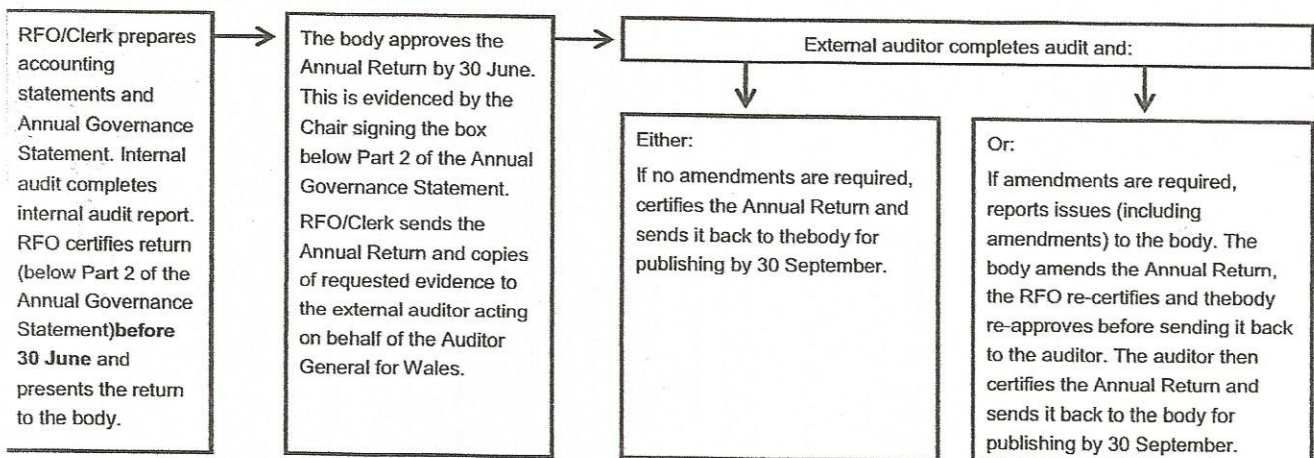 RFO/Clerk prepares
accounting
statements and
Annual Governance
Statement. Internal
audit completes
internal audit report.
RFO certifies return
(below Part 2 of the
Annual Governance
Statement)before
30 June and
presents the return
to the body.
The body approves the
Annual Return by 30 June.
This is evidenced by the
Chair signing the box
below Part 2 of the Annual
Governance Statement.
RFO/Clerk sends the
Annual Return and copies
of requested evidence to
the external auditor acting
on behalf of the Auditor
General for Wales.
External auditor completes audit and:
Either:
If no amendments are required,
certifies the Annual Return and
sends it back to thebody for
publishing by 30 September.
Or:
If amendments are required,
reports issues (including
amendments) to the body. The
body amends the Annual Return,
the RFO re-certifies and thebody
re-approves before sending it back
to the auditor. The auditor then
certifies the Annual Return and
sends it back to the body for
publishing by 30 September.